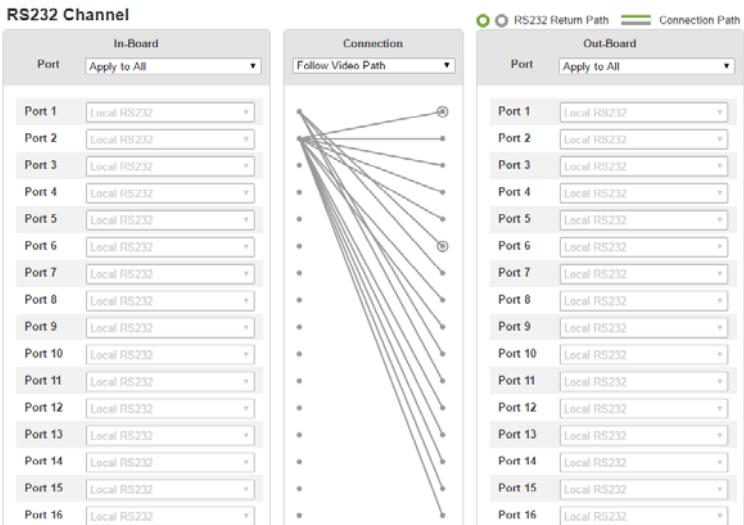 RS232 Channel
RS232 Return Path Connection Path
In-Board Connection Out-Board
Port Apply to All Follow Video Path Port Apply to All
Port 1 Local RS232 Port 1 Local RS232
Port 2 Local RS232 Port 2 Local RS232
Port 3 Local RS232 Port 3 Local RS232
Port 4 Local RS232 Port 4 Local RS232
Port 5 Local RS232 Port 5 Local RS232
Port 6 Local RS232 Port 6 Local RS232
Port 7 Local RS232 Port 7 Local RS232
Port 8 Local RS232 Port 8 Local RS232
Port 9 Local RS232 Port 9 Local RS232
Port 10 Local RS232 Port 10 Local RS232
Port 11 Local RS232 Port 11 Local RS232
Port 12 Local RS232 Port 12 Local RS232
Port 13 Local RS232 Port 13 Local RS232
Port 14 Local RS232 Port 14 Local RS232
Port 15 Local RS232 Port 15 Local RS232
Port 16 Local RS232 Port 16 Local RS232